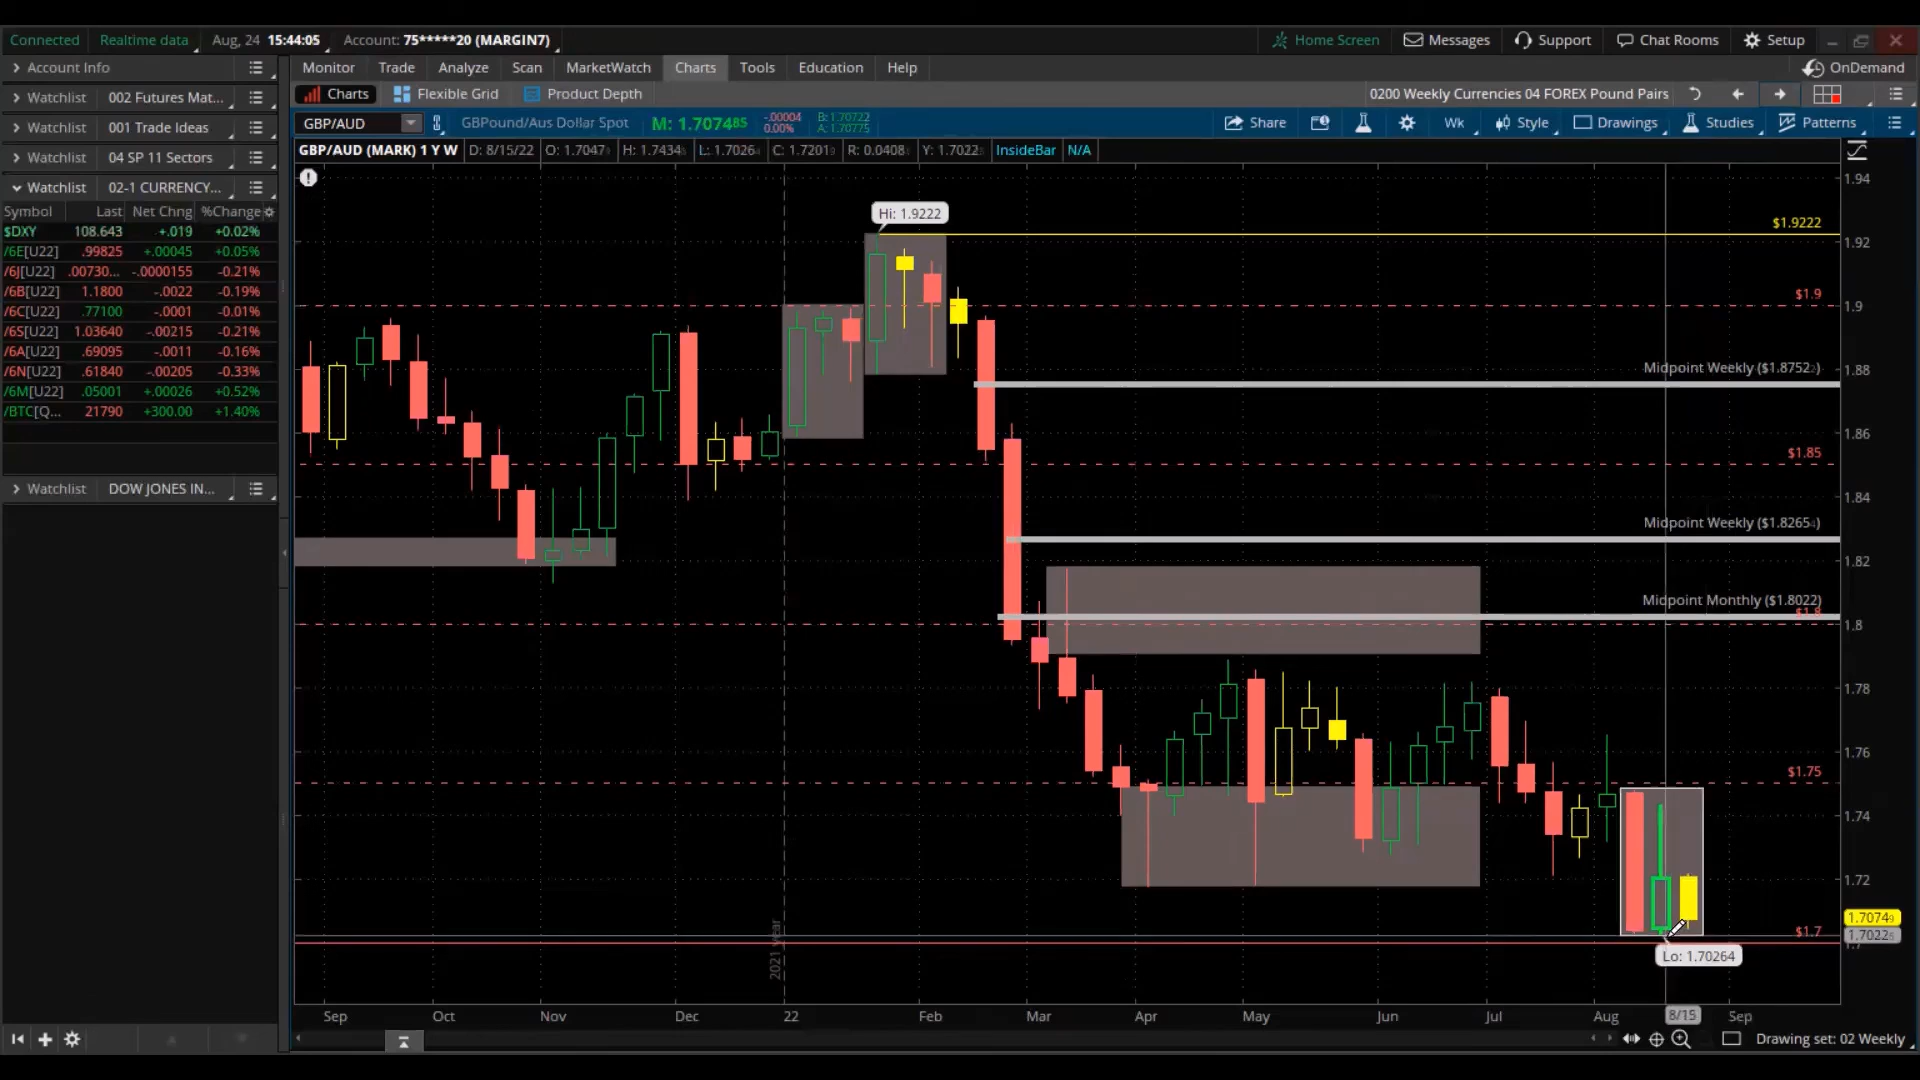 Connected Realtime data Aug, 24 15:44:05 Account: 75*****20 (MARGIN7) Home Screen Messages Support Chat Rooms Setup
Account Info
Monitor Trade Analyze Scan MarketWatch Charts Tools Education Help OnDemand
Watchlist 002 Futures Mat...
Charts Flexible Grid Product Depth 0200 Weekly Currencies 04 FOREX Pound Pairs
Watchlist 001 Trade Ideas
GBP/AUD GBPound/Aus Dollar Spot M: 1.707485 -.00004 0.00% B: 1.70722 A: 1.70775 Share Wk Style Drawings Studies Patterns
Watchlist 04 SP 11 Sectors
GBP/AUD (MARK) 1 Y W D: 8/15/22 O: 1.7047 H: 1.7434 L: 1.7026 C: 1.7201 R: 0.0408 Y: 1.7022 InsideBar N/A
Watchlist 02-1 CURRENCY...
Symbol Last Net Chng %Change
$DXY 108.643 +.019 +0.02%
/6E[U22] .99825 +.00045 +0.05%
/6J[U22] .00730... -.0000155 -0.21%
/6B[U22] 1.1800 -.0022 -0.19%
/6C[U22] .77100 -.0001 -0.01%
/6S[U22] 1.03640 -.00215 -0.21%
/6A[U22] .69095 -.0011 -0.16%
/6N[U22] .61840 -.00205 -0.33%
/6M[U22] .05001 +.00026 +0.52%
/BTC[Q... 21790 +300.00 +1.40%
Watchlist DOW JONES IN...
1.94
Hi: 1.9222
$1.9222
1.92
$1.9
1.9
Midpoint Weekly ($1.8752)
1.88
1.86
$1.85
1.84
Midpoint Weekly ($1.8265)
1.82
Midpoint Monthly ($1.8022)
$1.8
1.8
1.78
1.76
$1.75
1.74
1.72
1.7074
$1.7
1.7022
Lo: 1.70264
2021 year
Sep Oct Nov Dec 22 Feb Mar Apr May Jun Jul Aug 8/15 Sep
Drawing set: 02 Weekly